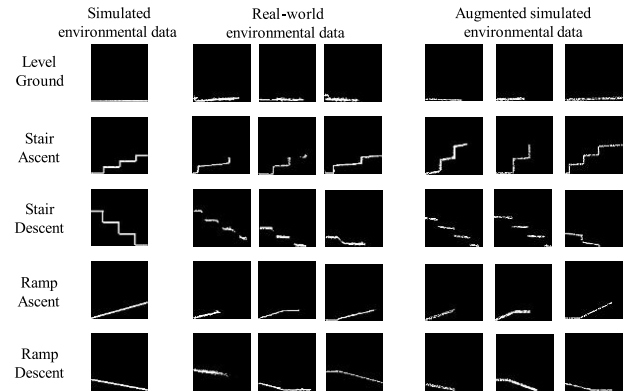 Simulated
environmental data
Real-world
environmental data
Augmented simulated
environmental data
Level
Ground
Stair
Ascent
Stair
Descent
Ramp
Ascent
Ramp
Descent